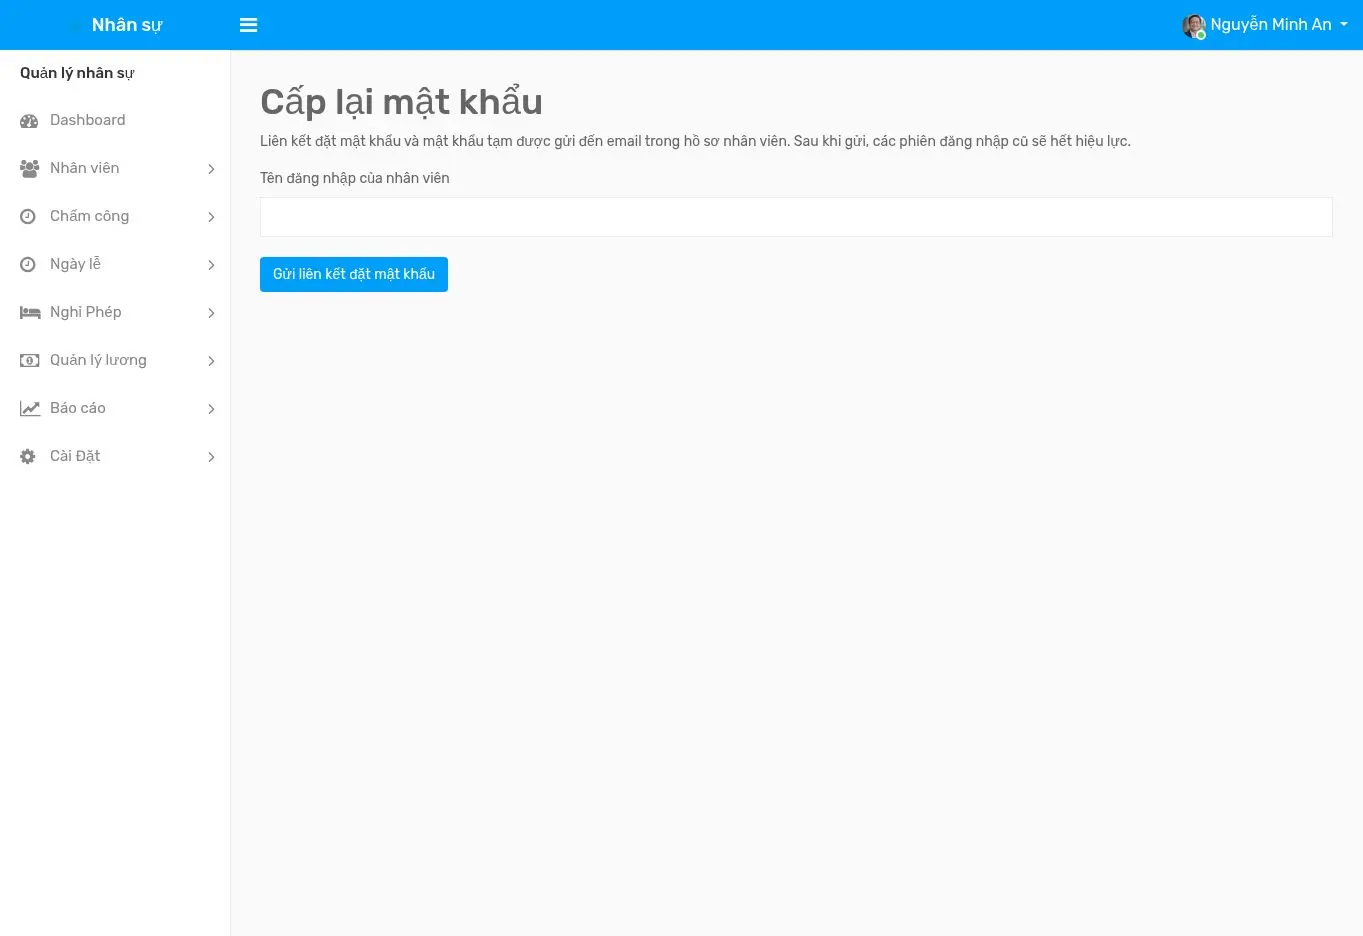 Nhân sự
Nguyễn Minh An
Quản lý nhân sự
Dashboard
Nhân viên
Chấm công
Ngày lễ
Nghỉ Phép
Quản lý lương
Báo cáo
Cài Đặt
Cấp lại mật khẩu
Liên kết đặt mật khẩu và mật khẩu tạm được gửi đến email trong hồ sơ nhân viên. Sau khi gửi, các phiên đăng nhập cũ sẽ hết hiệu lực.
Tên đăng nhập của nhân viên
Gửi liên kết đặt mật khẩu